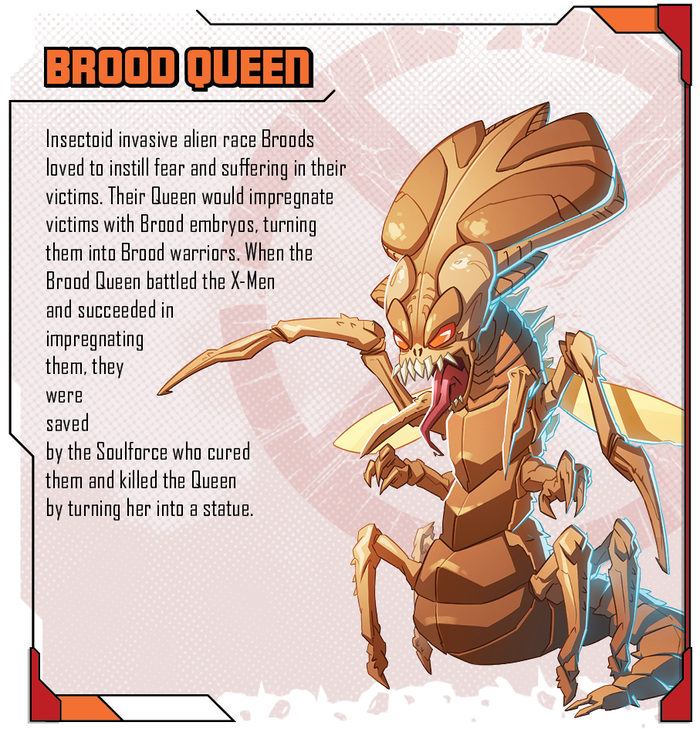 BROOD QUEEN
Insectoid invasive alien race Broods
loved to instill fear and suffering in their
victims. Their Queen would impregnate
victims with Brood embryos, turning
them into Brood warriors. When the
Brood Queen battled the X-Men
and succeeded in
impregnating
them, they
were
saved
by the Soulforce who cured
them and killed the Queen
by turning her into a statue.